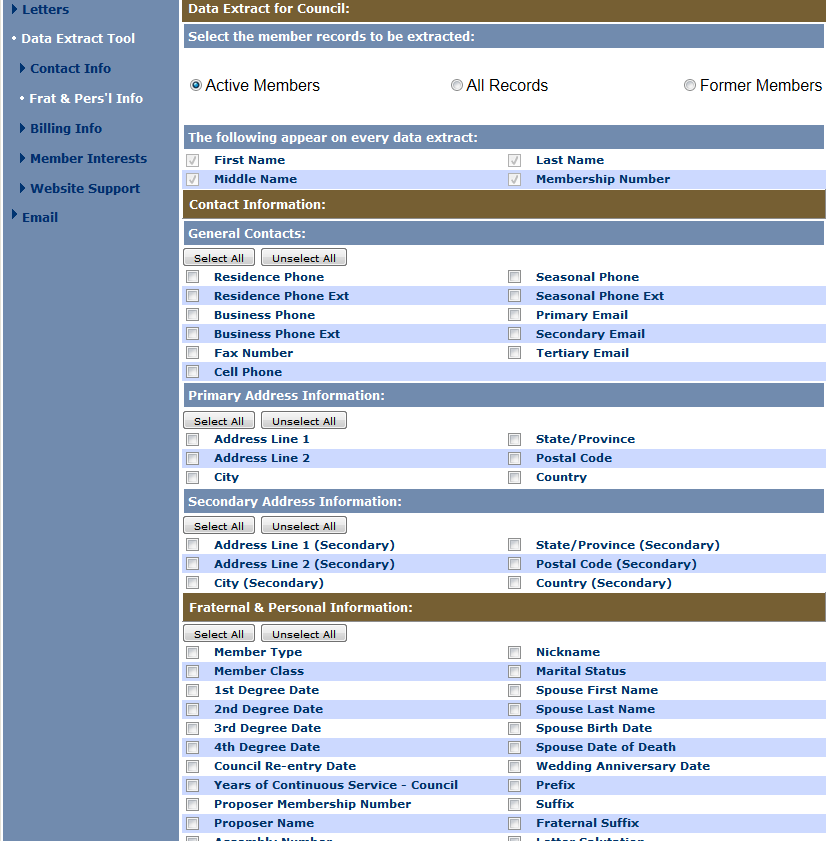 Letters
Data Extract Tool
Contact Info
Frat & Pers'l Info
Billing Info
Member Interests
Website Support
Email
Data Extract for Council:
Select the member records to be extracted:
Active Members All Records Former Members
The following appear on every data extract:
First Name Last Name
Middle Name Membership Number
Contact Information:
General Contacts:
Select All Unselect All
Residence Phone Seasonal Phone
Residence Phone Ext Seasonal Phone Ext
Business Phone Primary Email
Business Phone Ext Secondary Email
Fax Number Tertiary Email
Cell Phone
Primary Address Information:
Select All Unselect All
Address Line 1 State/Province
Address Line 2 Postal Code
City Country
Secondary Address Information:
Select All Unselect All
Address Line 1 (Secondary) State/Province (Secondary)
Address Line 2 (Secondary) Postal Code (Secondary)
City (Secondary) Country (Secondary)
Fraternal & Personal Information:
Select All Unselect All
Member Type Nickname
Member Class Marital Status
1st Degree Date Spouse First Name
2nd Degree Date Spouse Last Name
3rd Degree Date Spouse Birth Date
4th Degree Date Spouse Date of Death
Council Re-entry Date Wedding Anniversary Date
Years of Continuous Service - Council Prefix
Proposer Membership Number Suffix
Proposer Name Fraternal Suffix
Assembly Number Letter Salutation